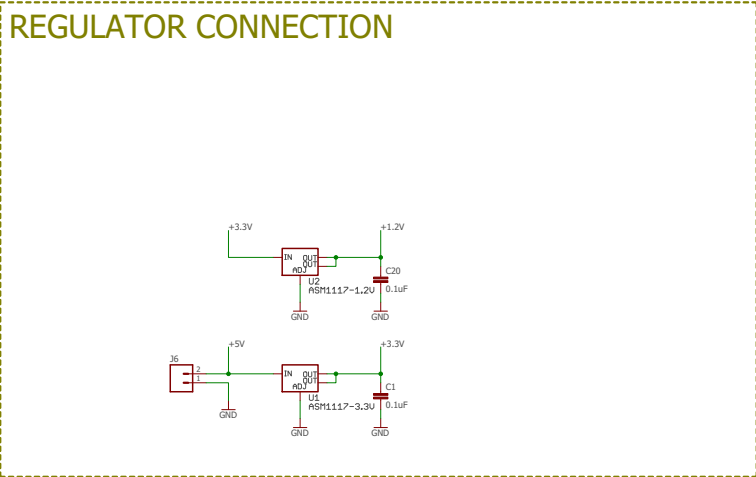 REGULATOR CONNECTION
+3.3V
+1.2V
IN OUT
OUT
ADJ
U2
ASM1117-1.2V
C20
0.1uF
GND
GND
+5V
+3.3V
J6
2
1
IN OUT
OUT
ADJ
U1
ASM1117-3.3V
C1
0.1uF
GND
GND
GND